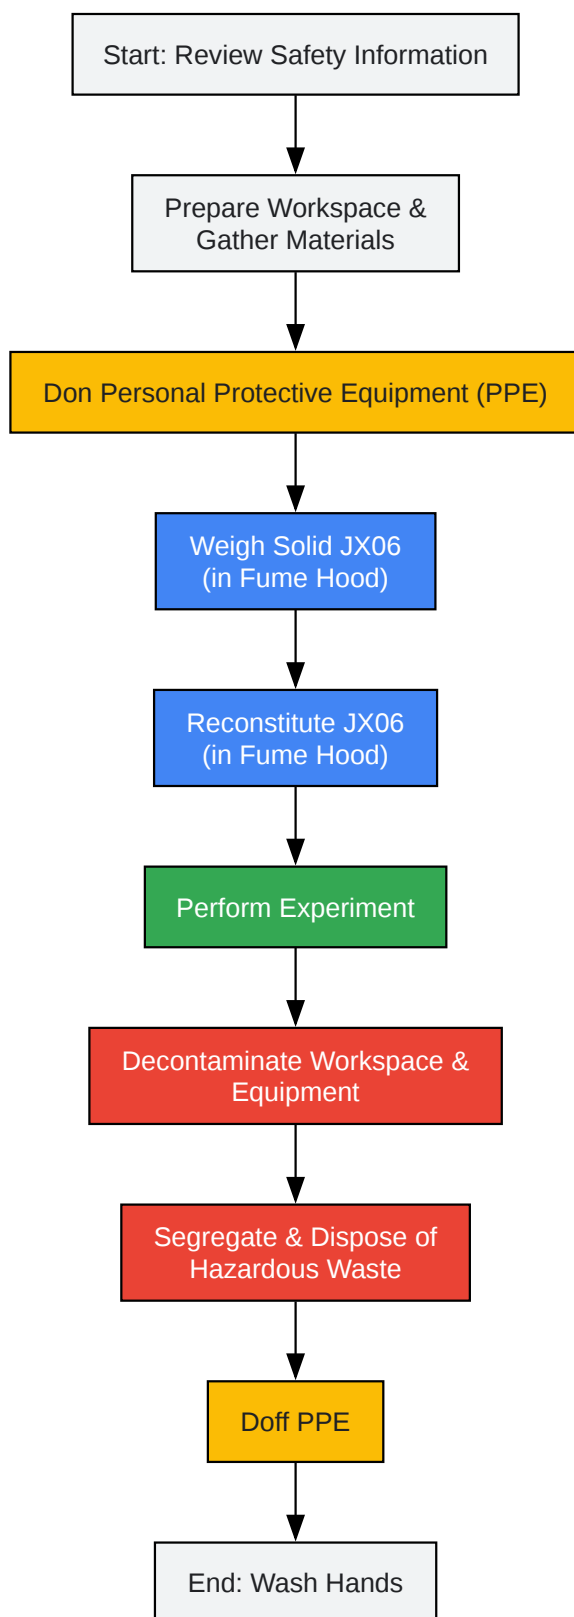 Start: Review Safety Information
Prepare Workspace &
Gather Materials
Don Personal Protective Equipment (PPE)
Weigh Solid JX06
(in Fume Hood)
Reconstitute JX06
(in Fume Hood)
Perform Experiment
Decontaminate Workspace &
Equipment
Segregate & Dispose of
Hazardous Waste
Doff PPE
End: Wash Hands